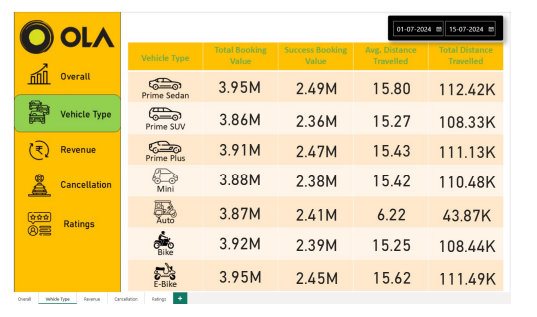 OLA
01-07-2024 15-07-2024
Vehicle Type Total Booking Value Success Booking Value Avg. Distance Travelled Total Distance Travelled
Overall
Prime Sedan 3.95M 2.49M 15.80 112.42K
Vehicle Type
Prime SUV 3.86M 2.36M 15.27 108.33K
Revenue
Prime Plus 3.91M 2.47M 15.43 111.13K
Cancellation
Mini 3.88M 2.38M 15.42 110.48K
Ratings
Auto 3.87M 2.41M 6.22 43.87K
Bike 3.92M 2.39M 15.25 108.44K
E-Bike 3.95M 2.45M 15.62 111.49K
Overall Vehicle Type Revenue Cancellation Ratings +